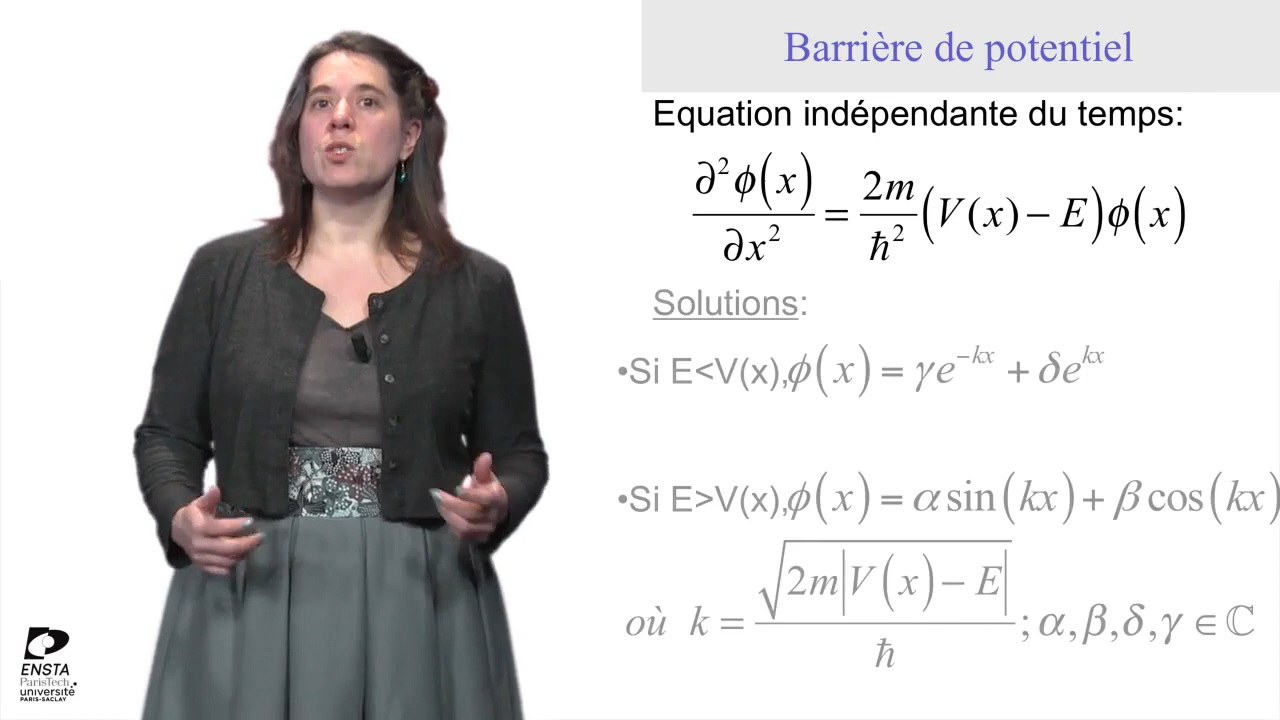 Barrière de potentiel
Equation indépendante du temps:
∂²ϕ(x)/∂x² = 2m/ħ² (V(x) − E)ϕ(x)
Solutions:
•Si E<V(x),ϕ(x) = γe^{−kx} + δe^{kx}
•Si E>V(x),ϕ(x) = α sin(kx) + β cos(kx)
où k = √(2m|V(x) − E|)/ħ ; α,β,δ,γ ∈ ℂ
ENSTA
ParisTech
université
PARIS-SACLAY